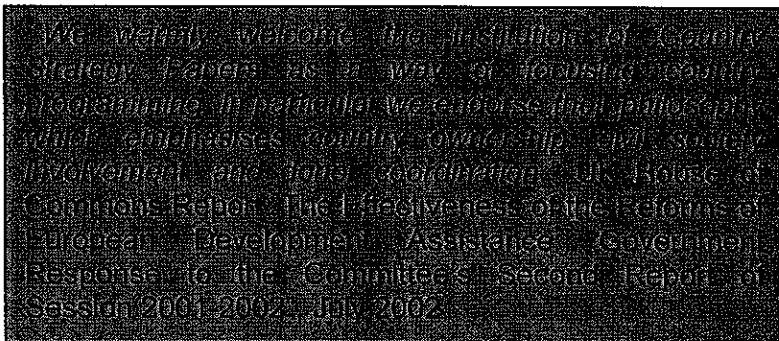 "We warmly welcome the institution of Country
Strategy Papers as a way of focusing country
programming. In particular we endorse their philosophy
which emphasises country ownership, civil society
involvement and donor coordination" UK House of
Commons Report: The Effectiveness of the Reforms of
European Development Assistance Government
Response to the Committee's Second Report of
Session 2001-2002. July 2002